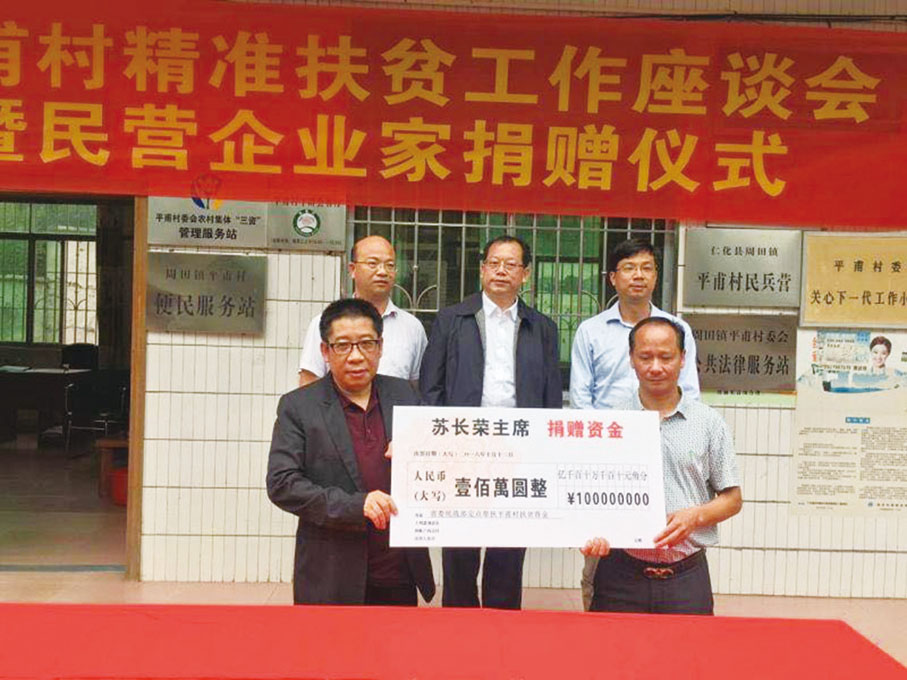 甫村精准扶贫工作座谈会
暨民营企业家捐赠仪式
平甫村委会农村集体“三资”
管理服务站
周田镇平甫村
便民服务站
仁化县周田镇
平甫村民兵营
周田镇平甫村委会
公共法律服务站
平甫村委
关心下一代工作小
苏长荣主席 捐赠资金
人民币
(大写)
壹佰萬圆整
亿千百十万千百十元角分
¥100000000